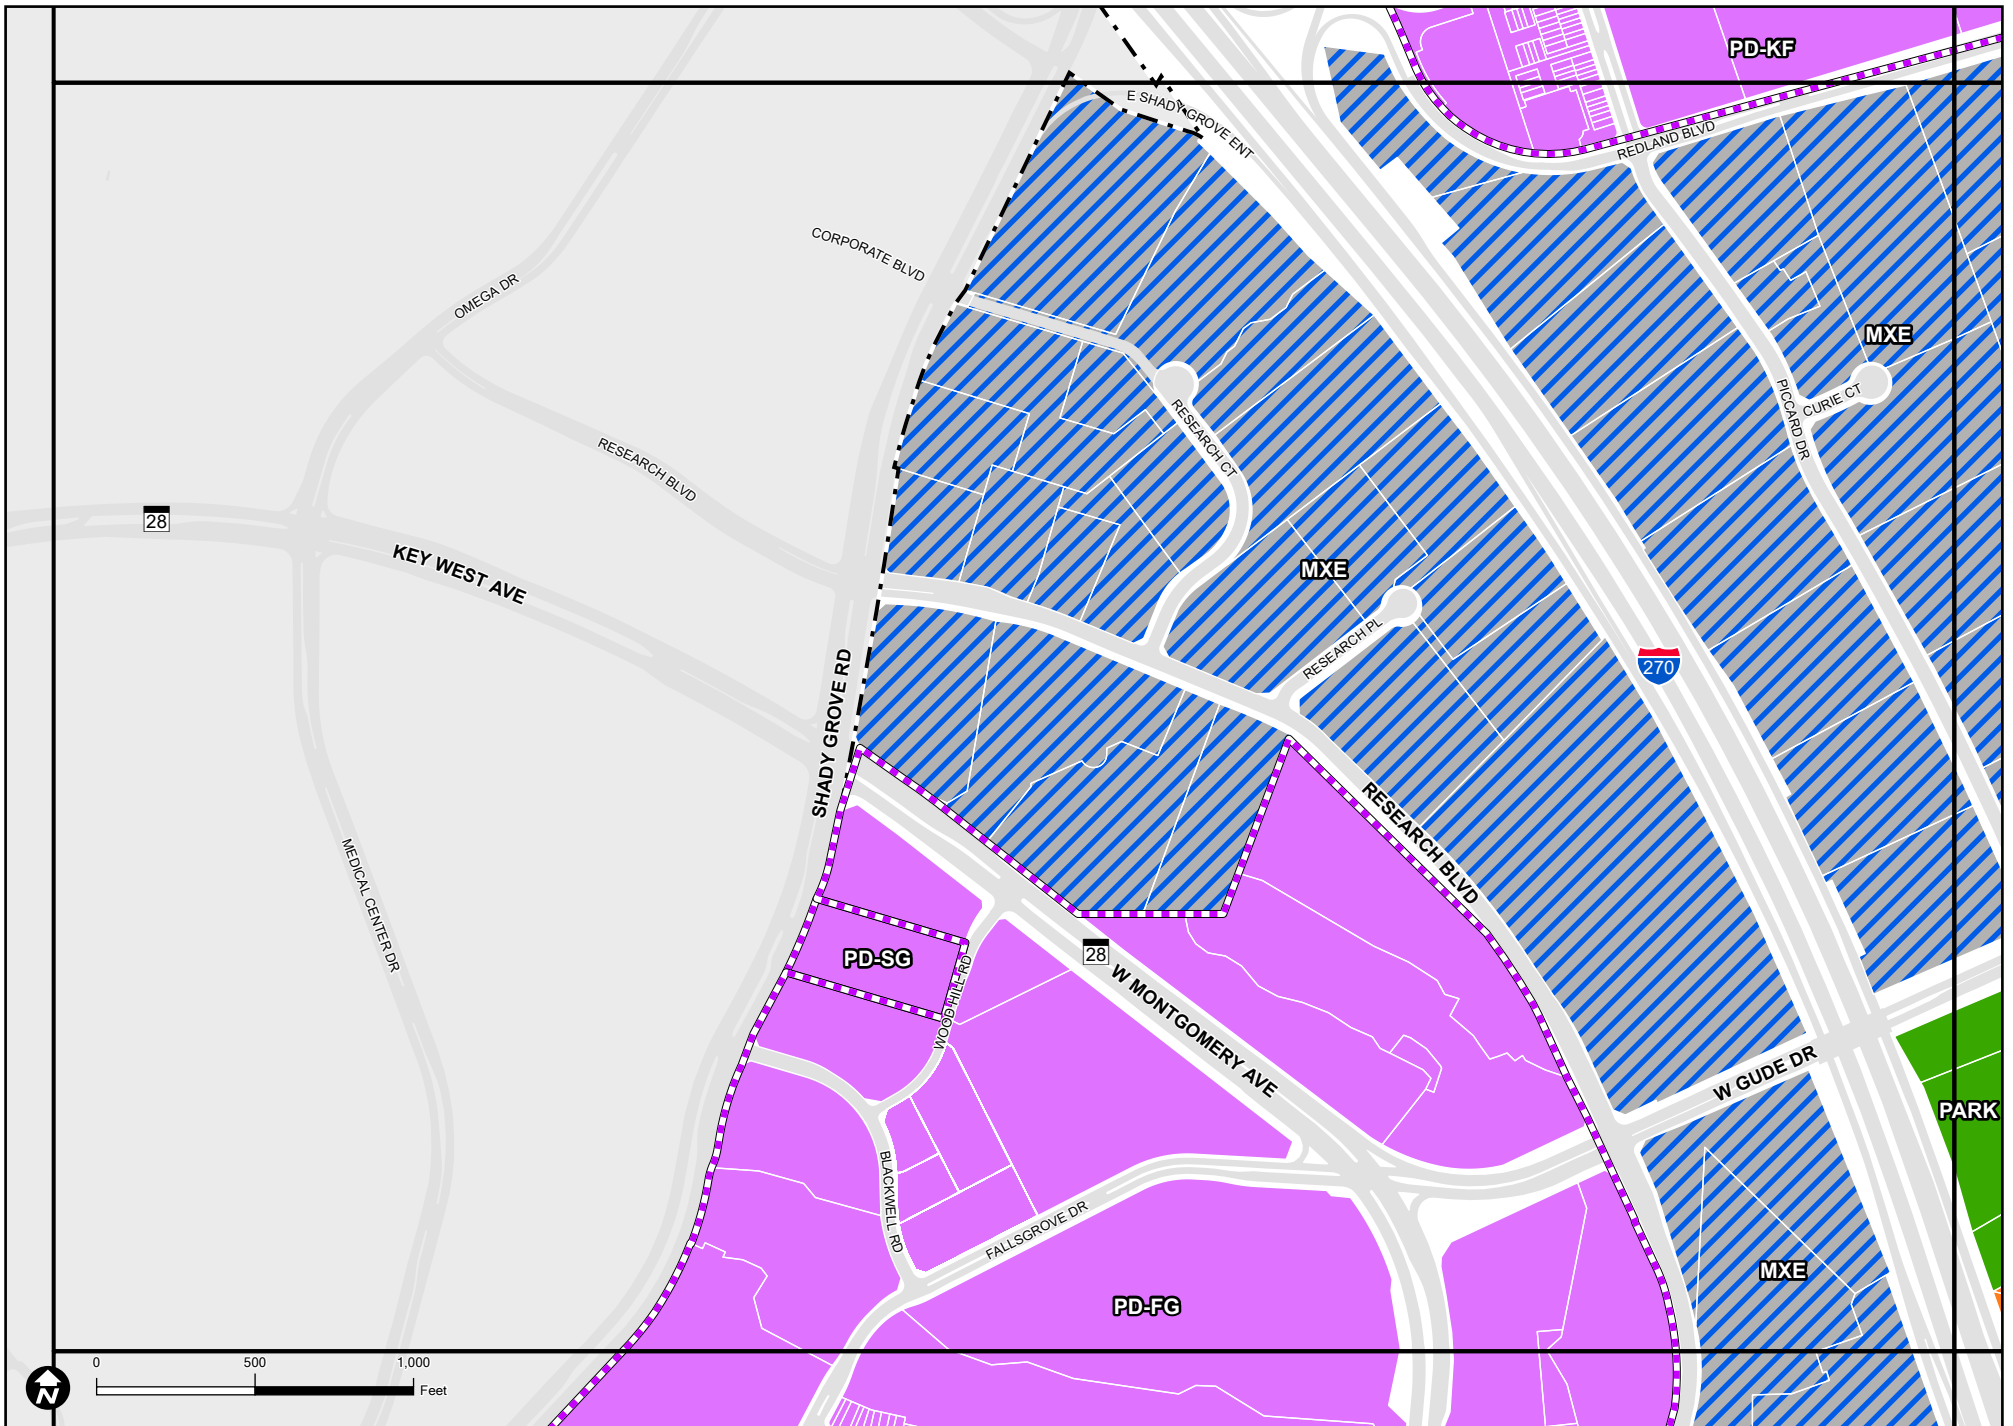 PD-KF
E SHADY GROVE ENT
REDLAND BLVD
CORPORATE BLVD
OMEGA DR
MXE
PICCARD DR
CURIE CT
RESEARCH CT
RESEARCH BLVD
28
KEY WEST AVE
MXE
RESEARCH PL
270
SHADY GROVE RD
RESEARCH BLVD
MEDICAL CENTER DR
PD-SG
28
WOOD HILL RD
W MONTGOMERY AVE
W GUDE DR
PARK
BLACKWELL RD
FALLSGROVE DR
MXE
PD-FG
0 500 1,000
Feet
N